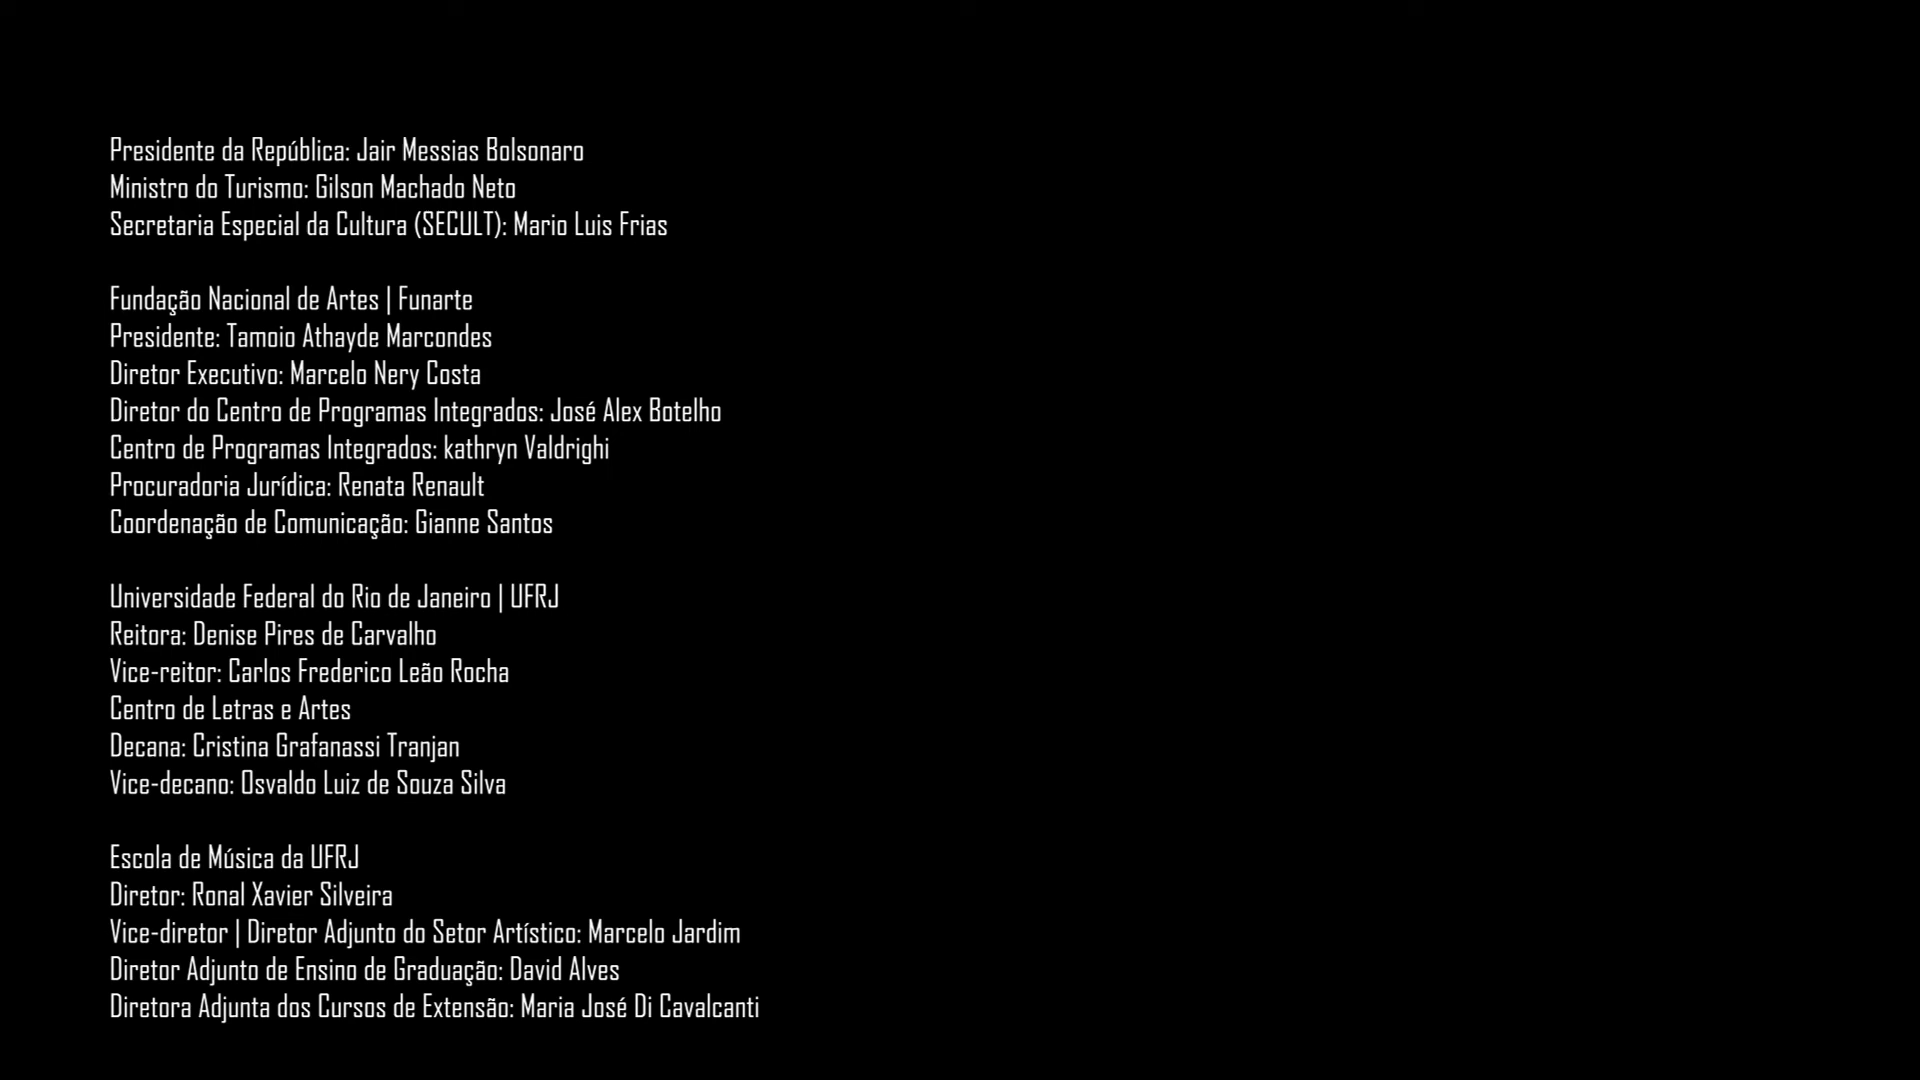 Presidente da República: Jair Messias Bolsonaro
Ministro do Turismo: Gilson Machado Neto
Secretaria Especial da Cultura (SECULT): Mario Luis Frias
Fundação Nacional de Artes | Funarte
Presidente: Tamoio Athayde Marcondes
Diretor Executivo: Marcelo Nery Costa
Diretor do Centro de Programas Integrados: José Alex Botelho
Centro de Programas Integrados: kathryn Valdrighi
Procuradoria Jurídica: Renata Renault
Coordenação de Comunicação: Gianne Santos
Universidade Federal do Rio de Janeiro | UFRJ
Reitora: Denise Pires de Carvalho
Vice-reitor: Carlos Frederico Leão Rocha
Centro de Letras e Artes
Decana: Cristina Grafanassi Tranjan
Vice-decano: Osvaldo Luiz de Souza Silva
Escola de Música da UFRJ
Diretor: Ronal Xavier Silveira
Vice-diretor | Diretor Adjunto do Setor Artístico: Marcelo Jardim
Diretor Adjunto de Ensino de Graduação: David Alves
Diretora Adjunta dos Cursos de Extensão: Maria José Di Cavalcanti